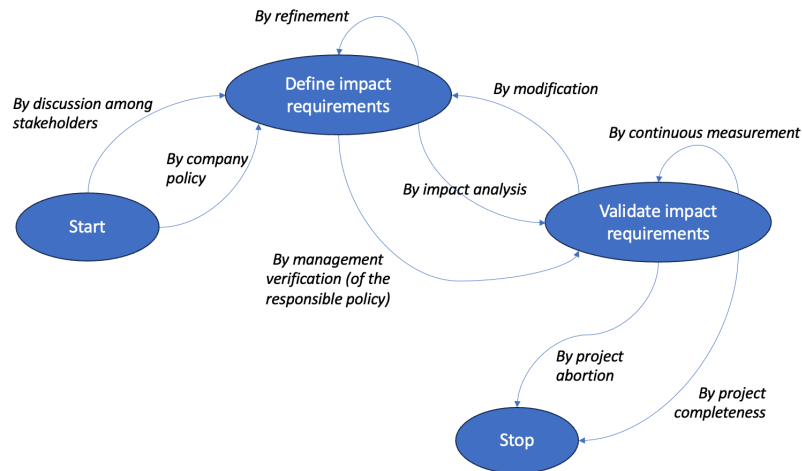 By refinement
Define impact
requirements
By discussion among
stakeholders
By modification
By company
policy
By continuous measurement
By impact analysis
Start
Validate impact
requirements
By management
verification (of the
responsible policy)
By project
abortion
By project
completeness
Stop